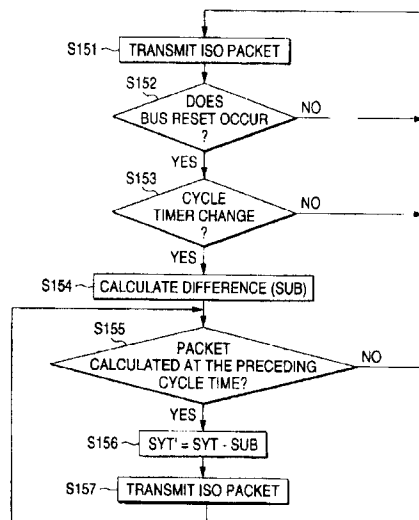 S151
TRANSMIT ISO PACKET
S152
DOES
BUS RESET OCCUR
?
NO
YES
S153
CYCLE
TIMER CHANGE
?
NO
YES
S154
CALCULATE DIFFERENCE (SUB)
S155
PACKET
CALCULATED AT THE PRECEDING
CYCLE TIME?
NO
YES
S156
SYT' = SYT - SUB
S157
TRANSMIT ISO PACKET